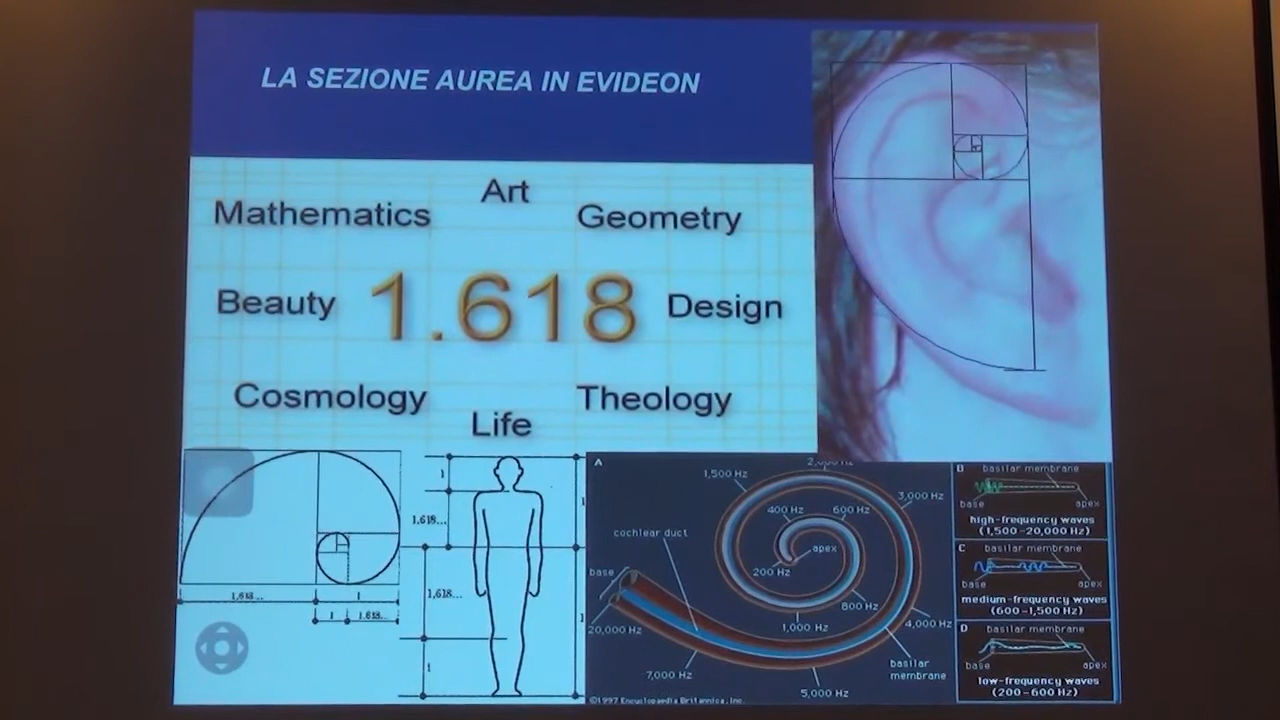 LA SEZIONE AUREA IN EVIDEON
Art
Mathematics
Geometry
Beauty
1.618
Design
Cosmology
Theology
Life
1,618...
1
1
1,618...
1
1.618...
1,618...
1
1
1
A
1,500 Hz
3,000 Hz
400 Hz
600 Hz
cochlear duct
apex
200 Hz
base
800 Hz
1,000 Hz
20,000 Hz
4,000 Hz
7,000 Hz
basilar
membrane
5,000 Hz
©1997 Encyclopaedia Britannica, Inc.
B
basilar membrane
base
apex
high-frequency waves
(1,500–20,000 Hz)
C
basilar membrane
base
apex
medium-frequency waves
(600–1,500 Hz)
D
basilar membrane
base
apex
low-frequency waves
(200–600 Hz)